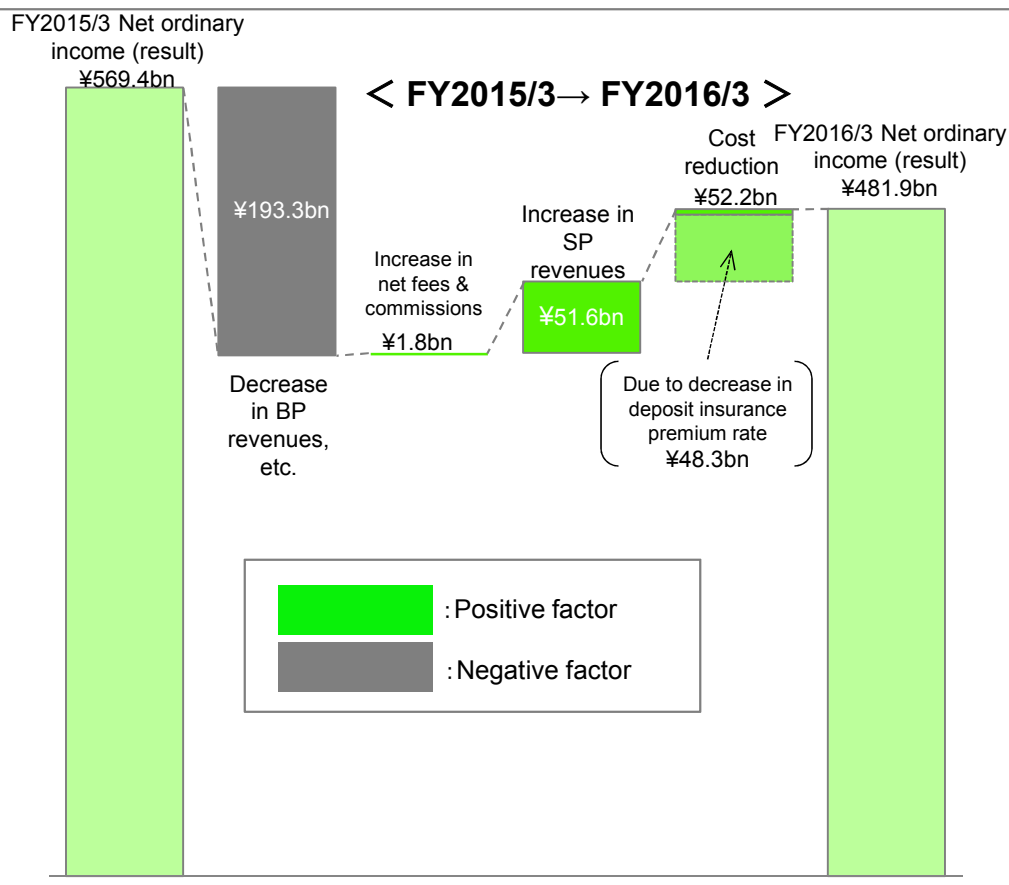 FY2015/3 Net ordinary
income (result)
¥569.4bn
< FY2015/3→ FY2016/3 >
¥193.3bn
Decrease
in BP
revenues,
etc.
Increase in
net fees &
commissions
¥1.8bn
Increase in
SP
revenues
¥51.6bn
Cost
reduction
¥52.2bn
Due to decrease in
deposit insurance
premium rate
¥48.3bn
FY2016/3 Net ordinary
income (result)
¥481.9bn
:Positive factor
:Negative factor